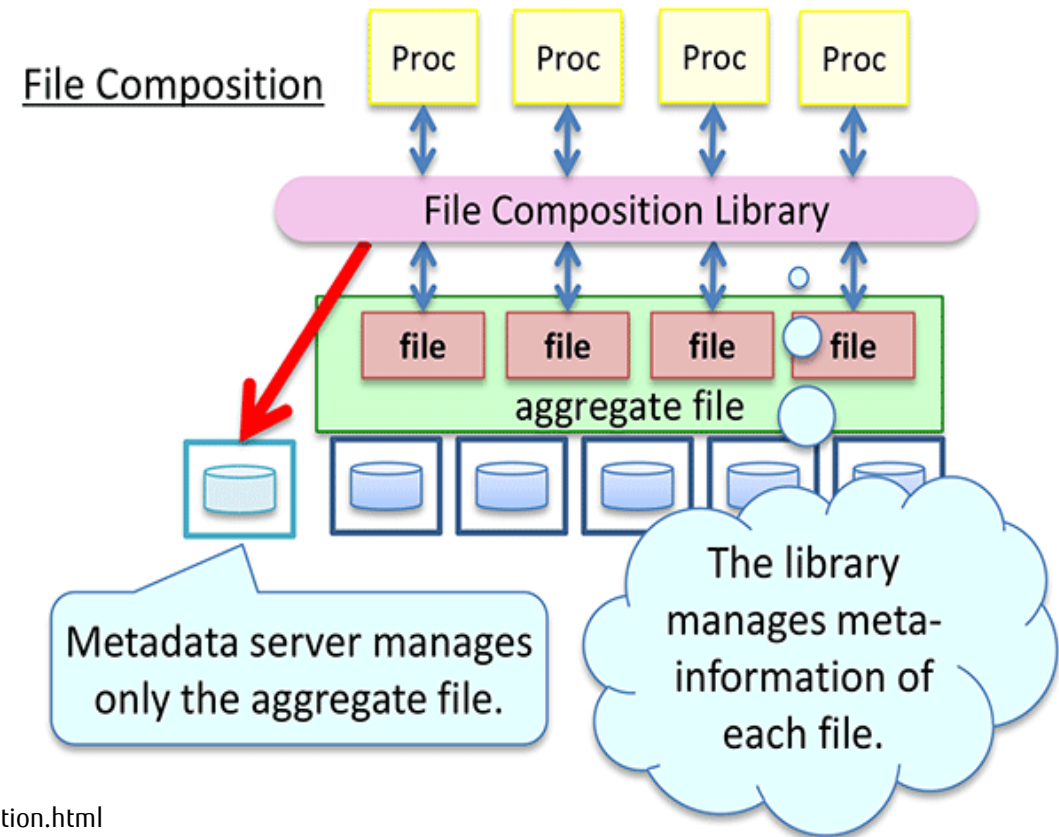 File Composition
Proc
Proc
Proc
Proc
File Composition Library
file
file
file
file
aggregate file
Metadata server manages
only the aggregate file.
The library
manages meta-
information of
each file.
tion.html